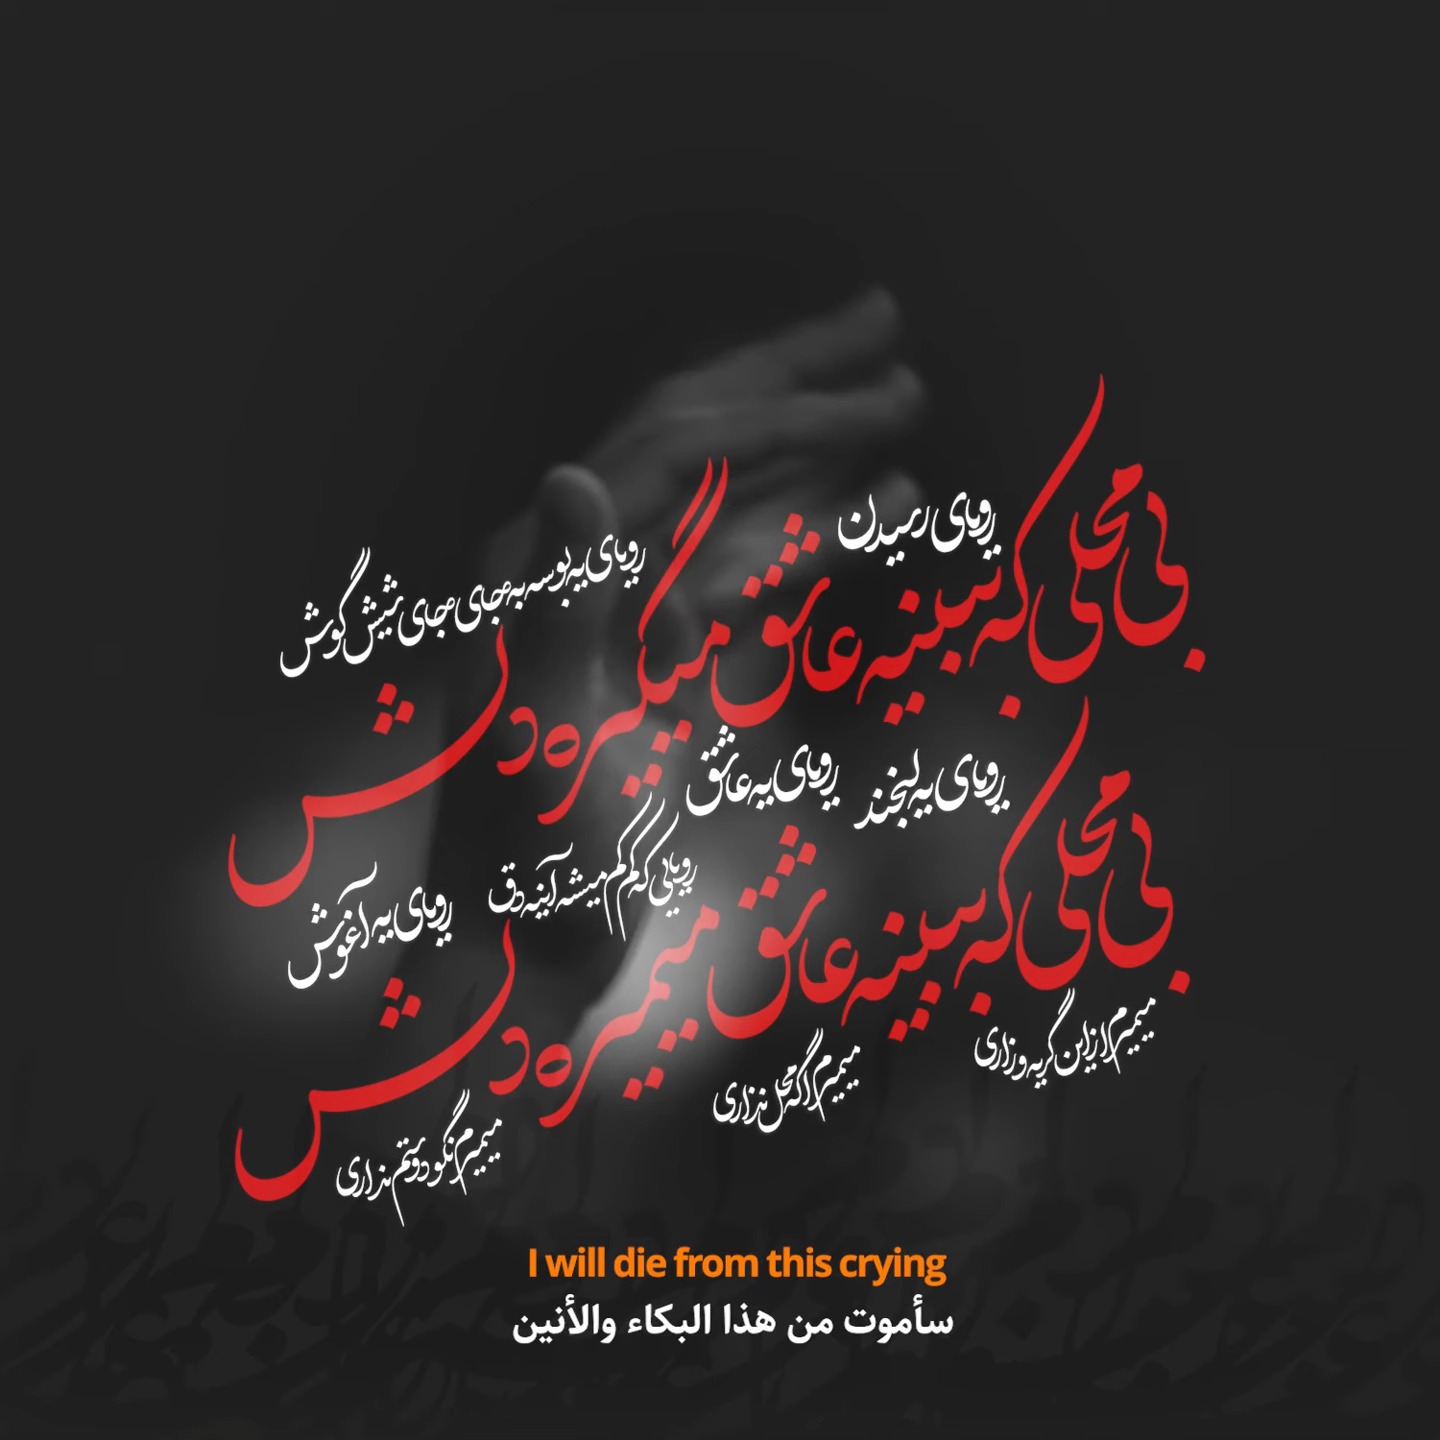 بی محلی که ببینه عاشق میگیره دلش
رویای رسیدن
رویای یه بوسه به جای جای نیش گوش
بی محلی که ببینه عاشق میمیره دلش
رویای یه لبخند
رویای یه عاشق
رویایی که کم کم میشه آینه دق
رویای یه آغوش
میمیرم از این گریه و زاری
میمیرم اگه محل نذاری
میمیرم نگو دوستم نداری
I will die from this crying
سأموت من هذا البكاء والأنين